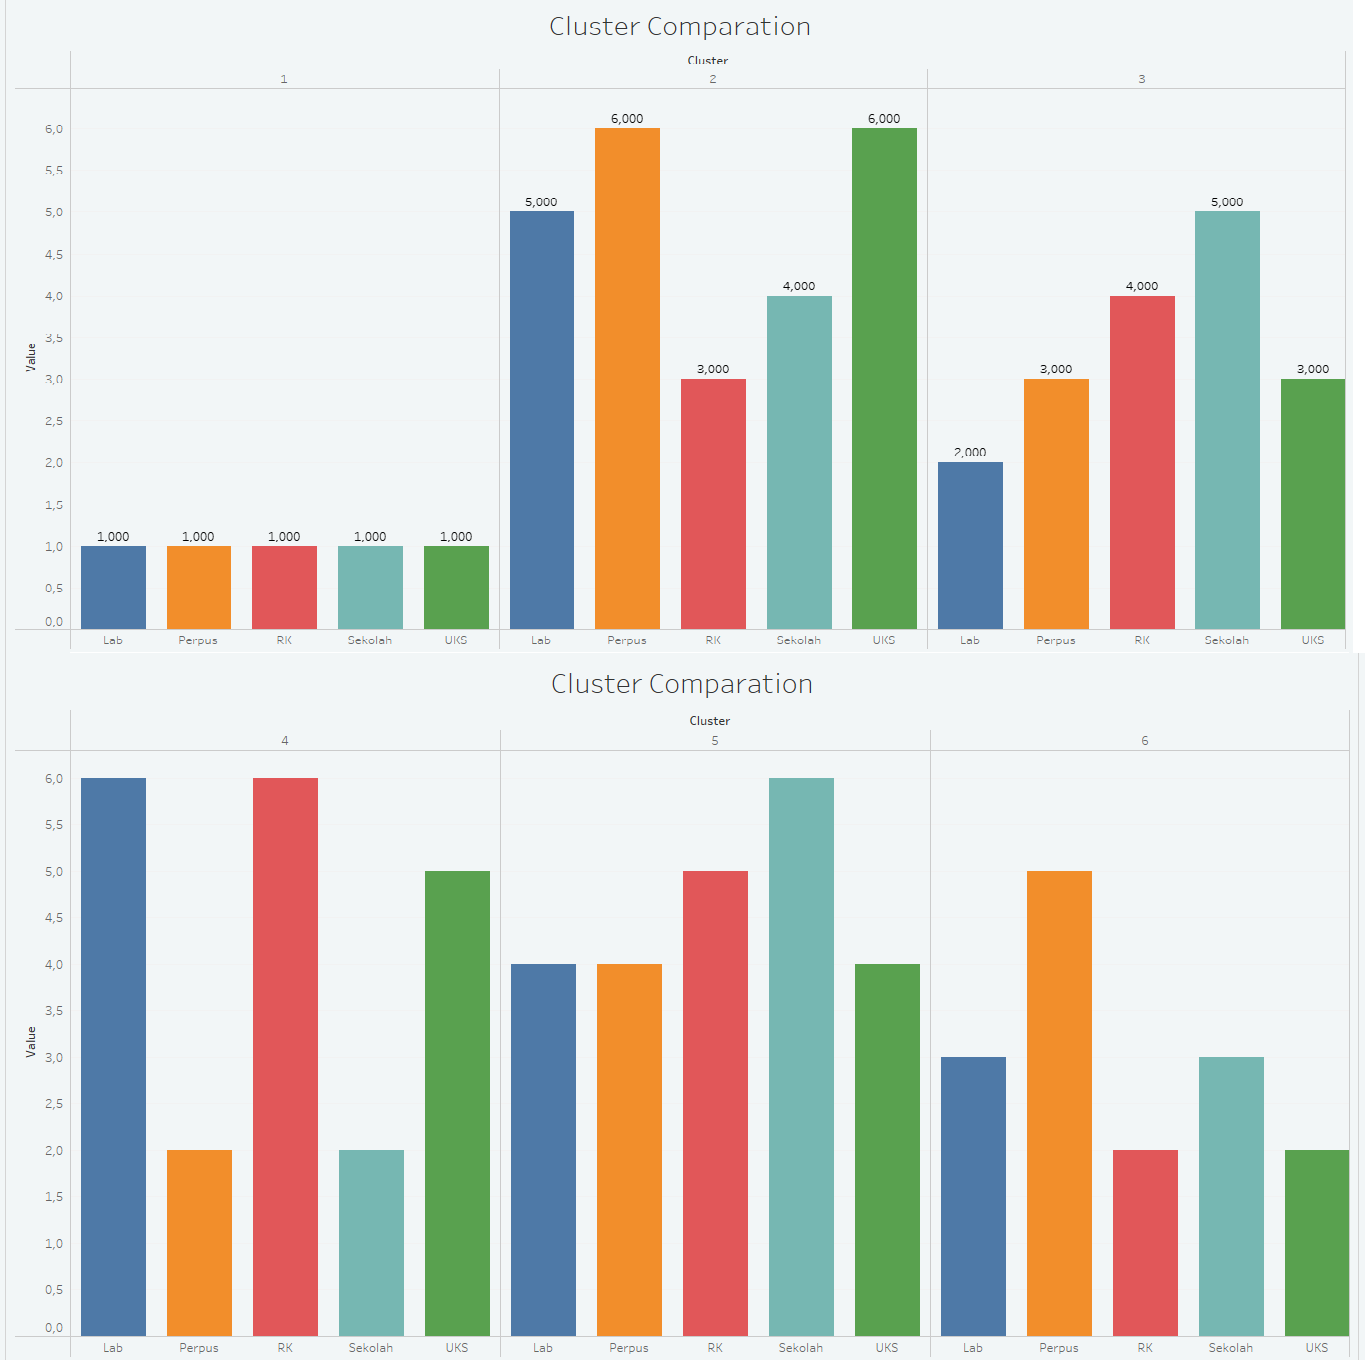 Cluster Comparation
Cluster
1 2 3
6,000 6,000
6,0
5,5
5,000 5,000
5,0
4,5
4,000 4,000
4,0
3,5
Value
3,000 3,000 3,000
3,0
2,5
2,000
2,0
1,5
1,000 1,000 1,000 1,000 1,000
1,0
0,5
0,0
Lab Perpus RK Sekolah UKS Lab Perpus RK Sekolah UKS Lab Perpus RK Sekolah UKS
Cluster Comparation
Cluster
4 5 6
6,0
5,5
5,0
4,5
4,0
3,5
Value
3,0
2,5
2,0
1,5
1,0
0,5
0,0
Lab Perpus RK Sekolah UKS Lab Perpus RK Sekolah UKS Lab Perpus RK Sekolah UKS